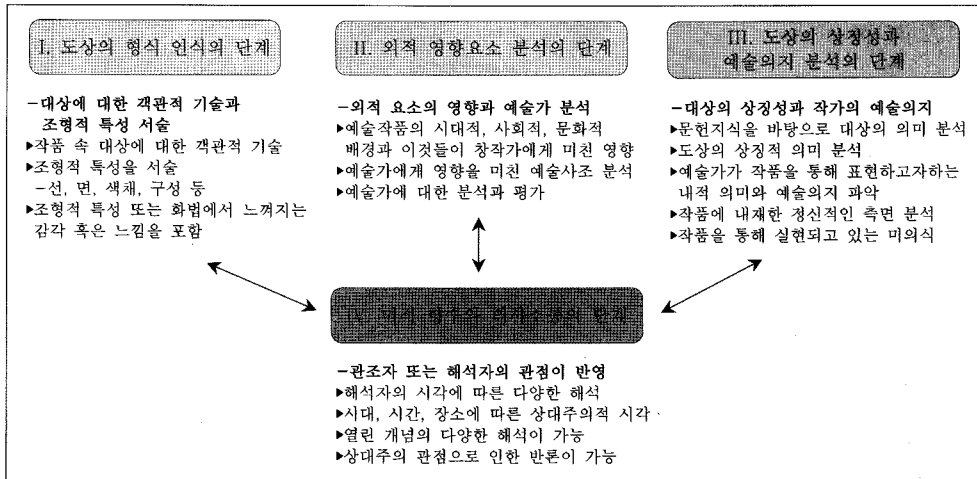 I. 도상의 형식 인식의 단계
-대상에 대한 객관적 기술과
조형적 특성 서술
▸작품 속 대상에 대한 객관적 기술
▸조형적 특성을 서술
-선, 면, 색채, 구성 등
▸조형적 특성 또는 화법에서 느껴지는
감각 혹은 느낌을 포함
II. 외적 영향요소 분석의 단계
-외적 요소의 영향과 예술가 분석
▸예술작품의 시대적, 사회적, 문화적
배경과 이것들이 창작가에게 미친 영향
▸예술가에개 영향을 미친 예술사조 분석
▸예술가에 대한 분석과 평가
III. 도상의 상징성과
예술의지 분석의 단계
-대상의 상징성과 작가의 예술의지
▸문헌지식을 바탕으로 대상의 의미 분석
▸도상의 상징적 의미 분석
▸예술가가 작품을 통해 표현하고자하는
내적 의미와 예술의지 파악
▸작품에 내재한 정신적인 측면 분석
▸작품을 통해 실현되고 있는 미의식
IV. 단계
-관조자 또는 해석자의 관점이 반영
▸해석자의 시각에 따른 다양한 해석
▸시대, 시간, 장소에 따른 상대주의적 시각
▸열린 개념의 다양한 해석이 가능
▸상대주의 관점으로 인한 반론이 가능